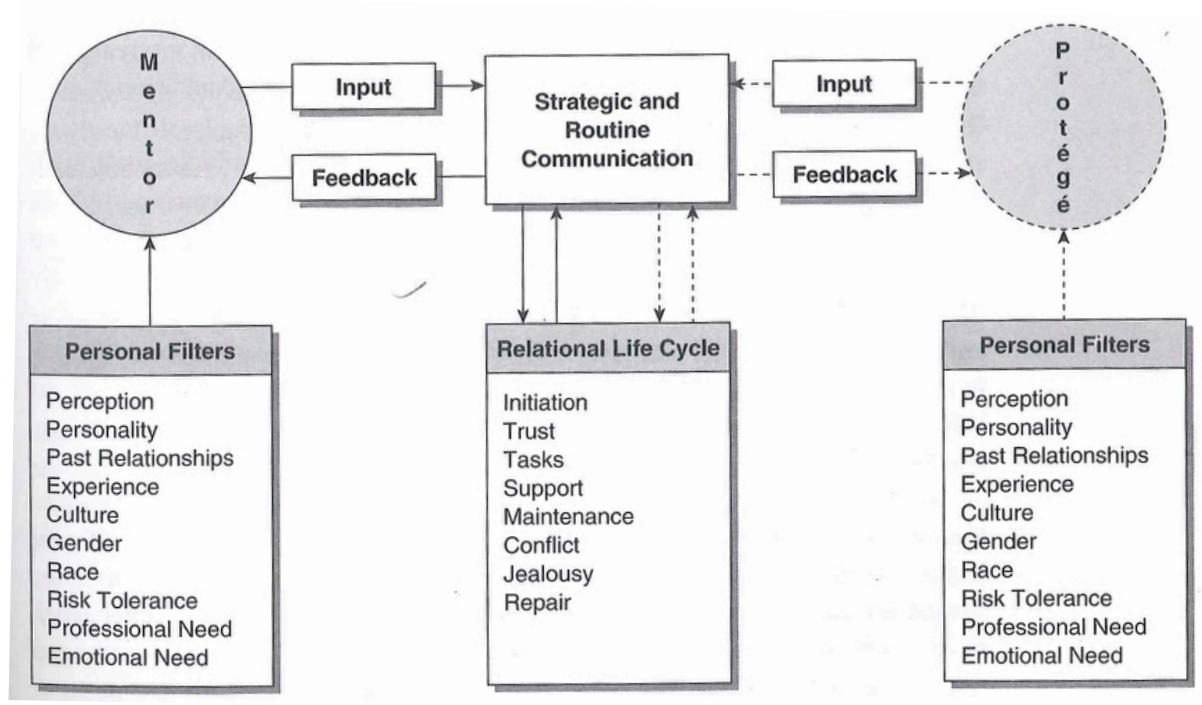 Mentor
Input
Strategic and
Routine
Communication
Input
Protégé
Feedback
Feedback
Personal Filters
Perception
Personality
Past Relationships
Experience
Culture
Gender
Race
Risk Tolerance
Professional Need
Emotional Need
Relational Life Cycle
Initiation
Trust
Tasks
Support
Maintenance
Conflict
Jealousy
Repair
Personal Filters
Perception
Personality
Past Relationships
Experience
Culture
Gender
Race
Risk Tolerance
Professional Need
Emotional Need